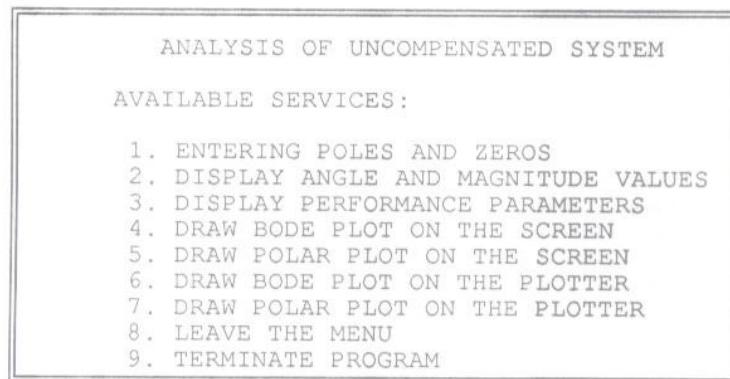 ANALYSIS OF UNCOMPENSATED SYSTEM
AVAILABLE SERVICES:
1. ENTERING POLES AND ZEROS
2. DISPLAY ANGLE AND MAGNITUDE VALUES
3. DISPLAY PERFORMANCE PARAMETERS
4. DRAW BODE PLOT ON THE SCREEN
5. DRAW POLAR PLOT ON THE SCREEN
6. DRAW BODE PLOT ON THE PLOTTER
7. DRAW POLAR PLOT ON THE PLOTTER
8. LEAVE THE MENU
9. TERMINATE PROGRAM